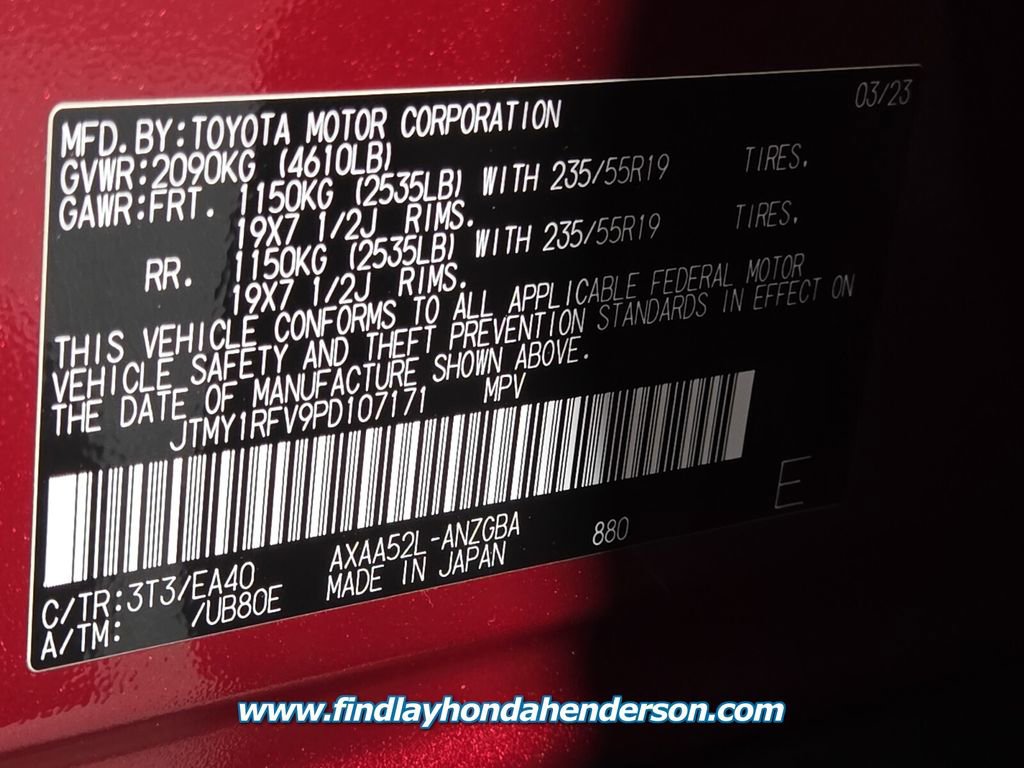 03/23
MFD. BY: TOYOTA MOTOR CORPORATION
GVWR: 2090KG (4610LB)
GAWR: FRT. 1150KG (2535LB) WITH 235/55R19 TIRES.
19X7 1/2J RIMS.
RR. 1150KG (2535LB) WITH 235/55R19 TIRES.
19X7 1/2J RIMS.
THIS VEHICLE CONFORMS TO ALL APPLICABLE FEDERAL MOTOR
VEHICLE SAFETY AND THEFT PREVENTION STANDARDS IN EFFECT ON
THE DATE OF MANUFACTURE SHOWN ABOVE.
JTMY1RFV9PD107171 MPV
E
AXAA52L-ANZGBA 880
C/TR: 3T3/EA40 MADE IN JAPAN
A/TM: /UB80E
www.findlayhondahenderson.com